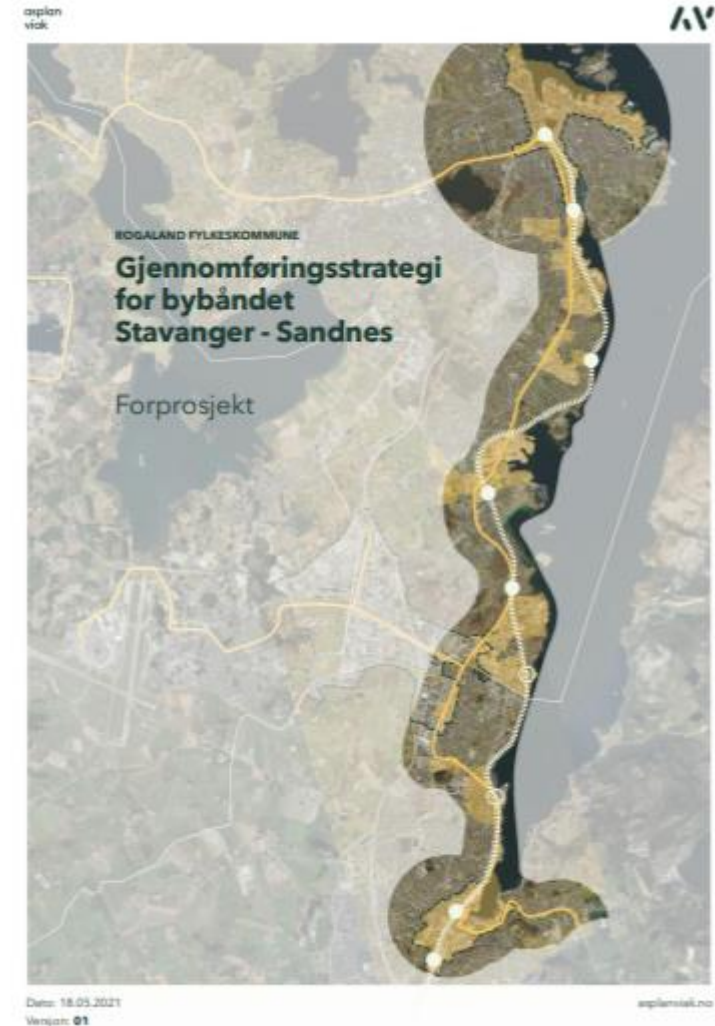 asplan
viak
AV
ROGALAND FYLKESKOMMUNE
Gjennomføringsstrategi
for bybåndet
Stavanger - Sandnes
Forprosjekt
Dato: 18.05.2021
Versjon: 01
asplanviak.no